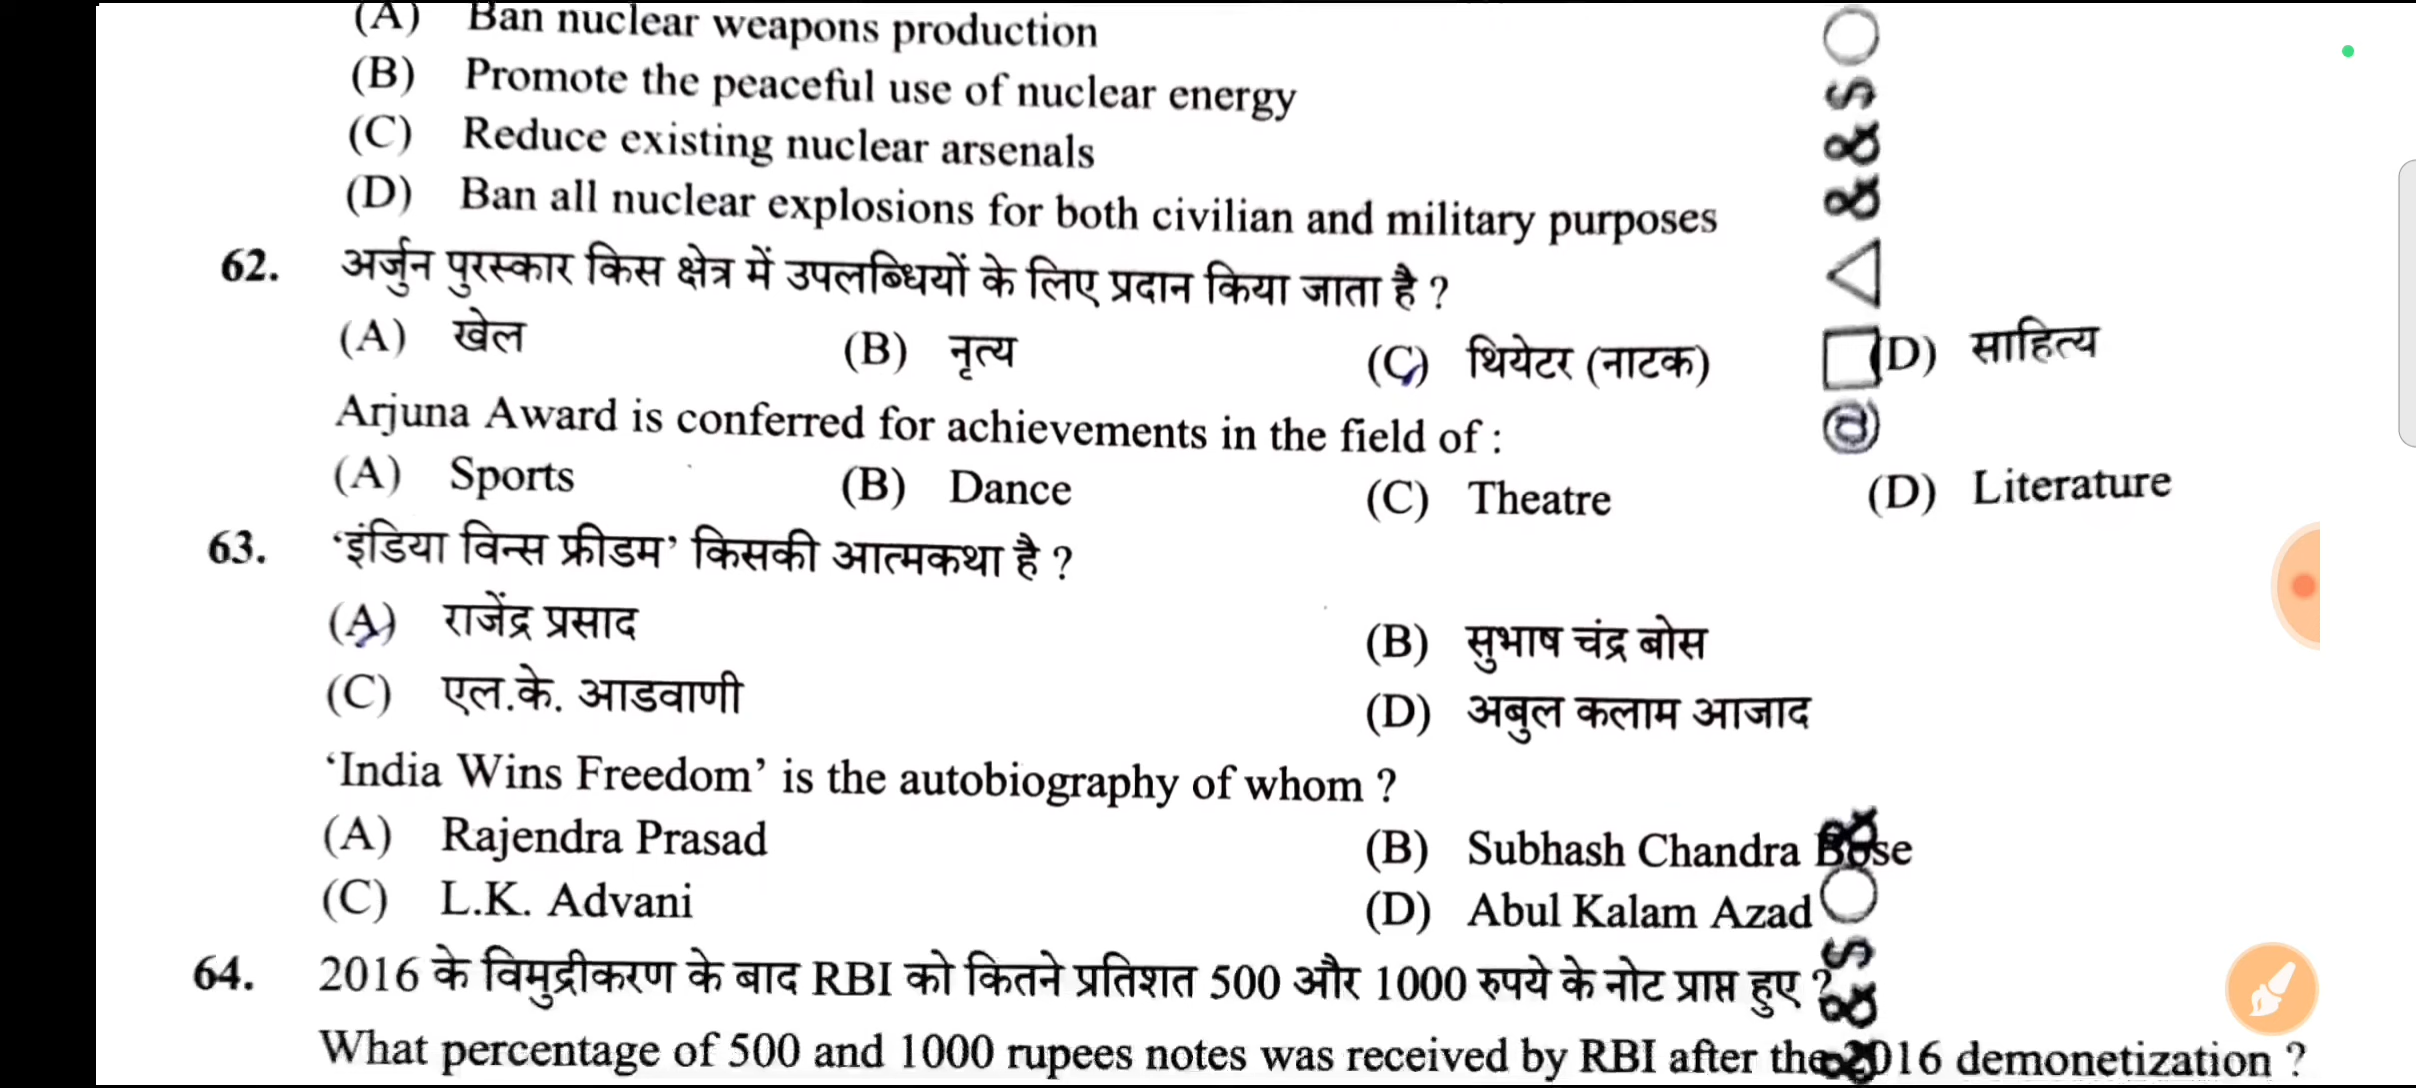 (A) Ban nuclear weapons production
(B) Promote the peaceful use of nuclear energy
(C) Reduce existing nuclear arsenals
(D) Ban all nuclear explosions for both civilian and military purposes
62. अर्जुन पुरस्कार किस क्षेत्र में उपलब्धियों के लिए प्रदान किया जाता है ?
(A) खेल (B) नृत्य (C) थियेटर (नाटक) (D) साहित्य
Arjuna Award is conferred for achievements in the field of :
(A) Sports (B) Dance (C) Theatre (D) Literature
63. ‘इंडिया विन्स फ्रीडम’ किसकी आत्मकथा है ?
(A) राजेंद्र प्रसाद (B) सुभाष चंद्र बोस
(C) एल.के. आडवाणी (D) अबुल कलाम आजाद
‘India Wins Freedom’ is the autobiography of whom ?
(A) Rajendra Prasad (B) Subhash Chandra Bose
(C) L.K. Advani (D) Abul Kalam Azad
64. 2016 के विमुद्रीकरण के बाद RBI को कितने प्रतिशत 500 और 1000 रुपये के नोट प्राप्त हुए ?
What percentage of 500 and 1000 rupees notes was received by RBI after the 2016 demonetization ?